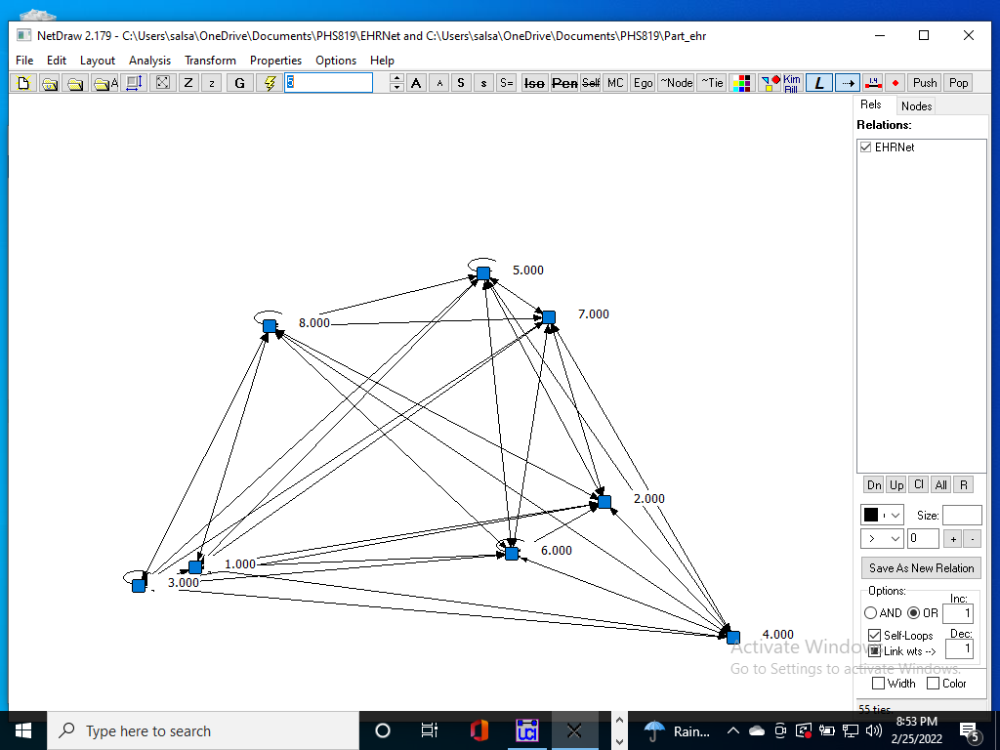 NetDraw 2.179 - C:\Users\salsa\OneDrive\Documents\PHS819\EHRNet and C:\Users\salsa\OneDrive\Documents\PHS819\Part_ehr
File Edit Layout Analysis Transform Properties Options Help
A Z z G 5 A A S s S= Iso Pen Self MC Ego ~Node ~Tie Kim Bill L Push Pop
Rels Nodes
Relations:
EHRNet
5.000
7.000
8.000
2.000
6.000
1.000
3.000
4.000
Dn Up Cl All R
Size:
> 0 + -
Save As New Relation
Options:
Inc:
AND OR 1
Self-Loops Dec:
Link wts --> 1
Width Color
55 ties.
Activate Windows
Go to Settings to activate Windows.
Type here to search
UCI
Rain...
8:53 PM
2/25/2022
5